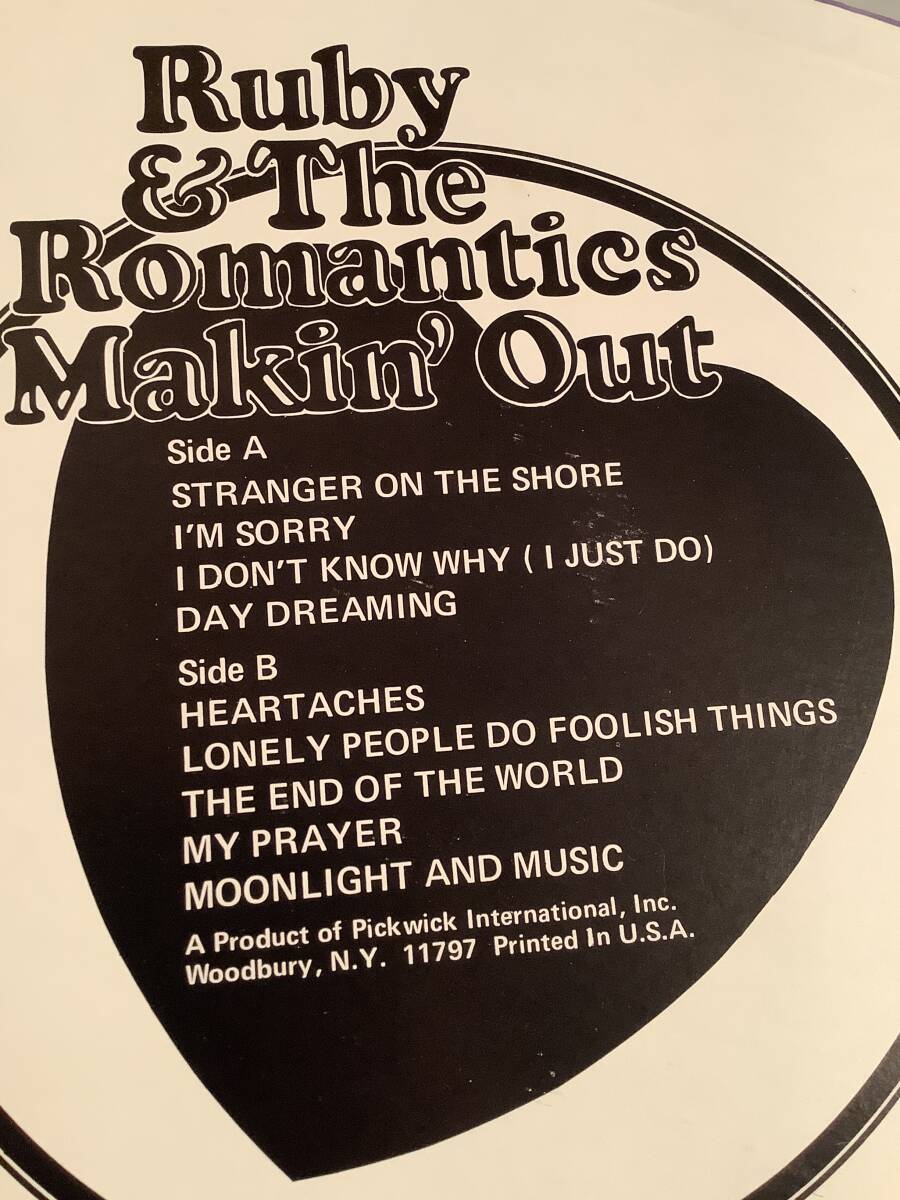 Ruby
& The
Romantics
Makin' Out
Side A
STRANGER ON THE SHORE
I'M SORRY
I DON'T KNOW WHY ( I JUST DO)
DAY DREAMING
Side B
HEARTACHES
LONELY PEOPLE DO FOOLISH THINGS
THE END OF THE WORLD
MY PRAYER
MOONLIGHT AND MUSIC
A Product of Pickwick International, Inc.
Woodbury, N.Y. 11797 Printed In U.S.A.